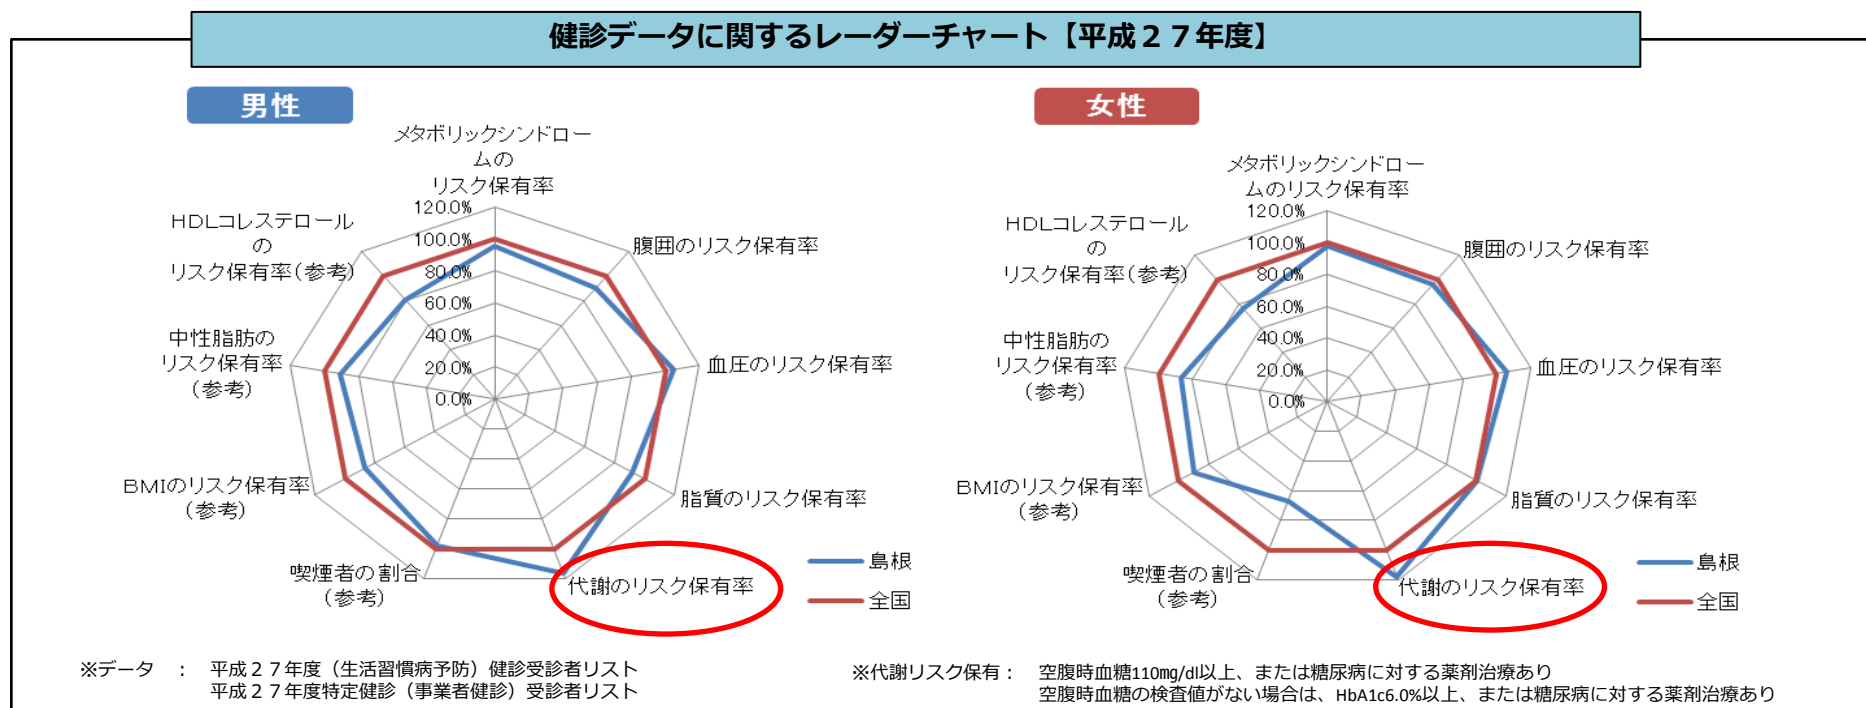 健診データに関するレーダーチャート【平成２７年度】
男性
メタボリックシンドロー
ムの
リスク保有率
120.0%
100.0%
80.0%
60.0%
40.0%
20.0%
0.0%
腹囲のリスク保有率
血圧のリスク保有率
脂質のリスク保有率
代謝のリスク保有率
喫煙者の割合
（参考）
BMIのリスク保有率
（参考）
中性脂肪の
リスク保有率
（参考）
HDLコレステロール
の
リスク保有率（参考）
島根
全国
女性
メタボリックシンドロー
ムのリスク保有率
120.0%
100.0%
80.0%
60.0%
40.0%
20.0%
0.0%
腹囲のリスク保有率
血圧のリスク保有率
脂質のリスク保有率
代謝のリスク保有率
喫煙者の割合
（参考）
BMIのリスク保有率
（参考）
中性脂肪の
リスク保有率
（参考）
HDLコレステロール
の
リスク保有率（参考）
島根
全国
※データ　：　平成２７年度（生活習慣病予防）健診受診者リスト
平成２７年度特定健診（事業者健診）受診者リスト
※代謝リスク保有：　空腹時血糖110mg/dl以上、または糖尿病に対する薬剤治療あり
空腹時血糖の検査値がない場合は、HbA1c6.0%以上、または糖尿病に対する薬剤治療あり